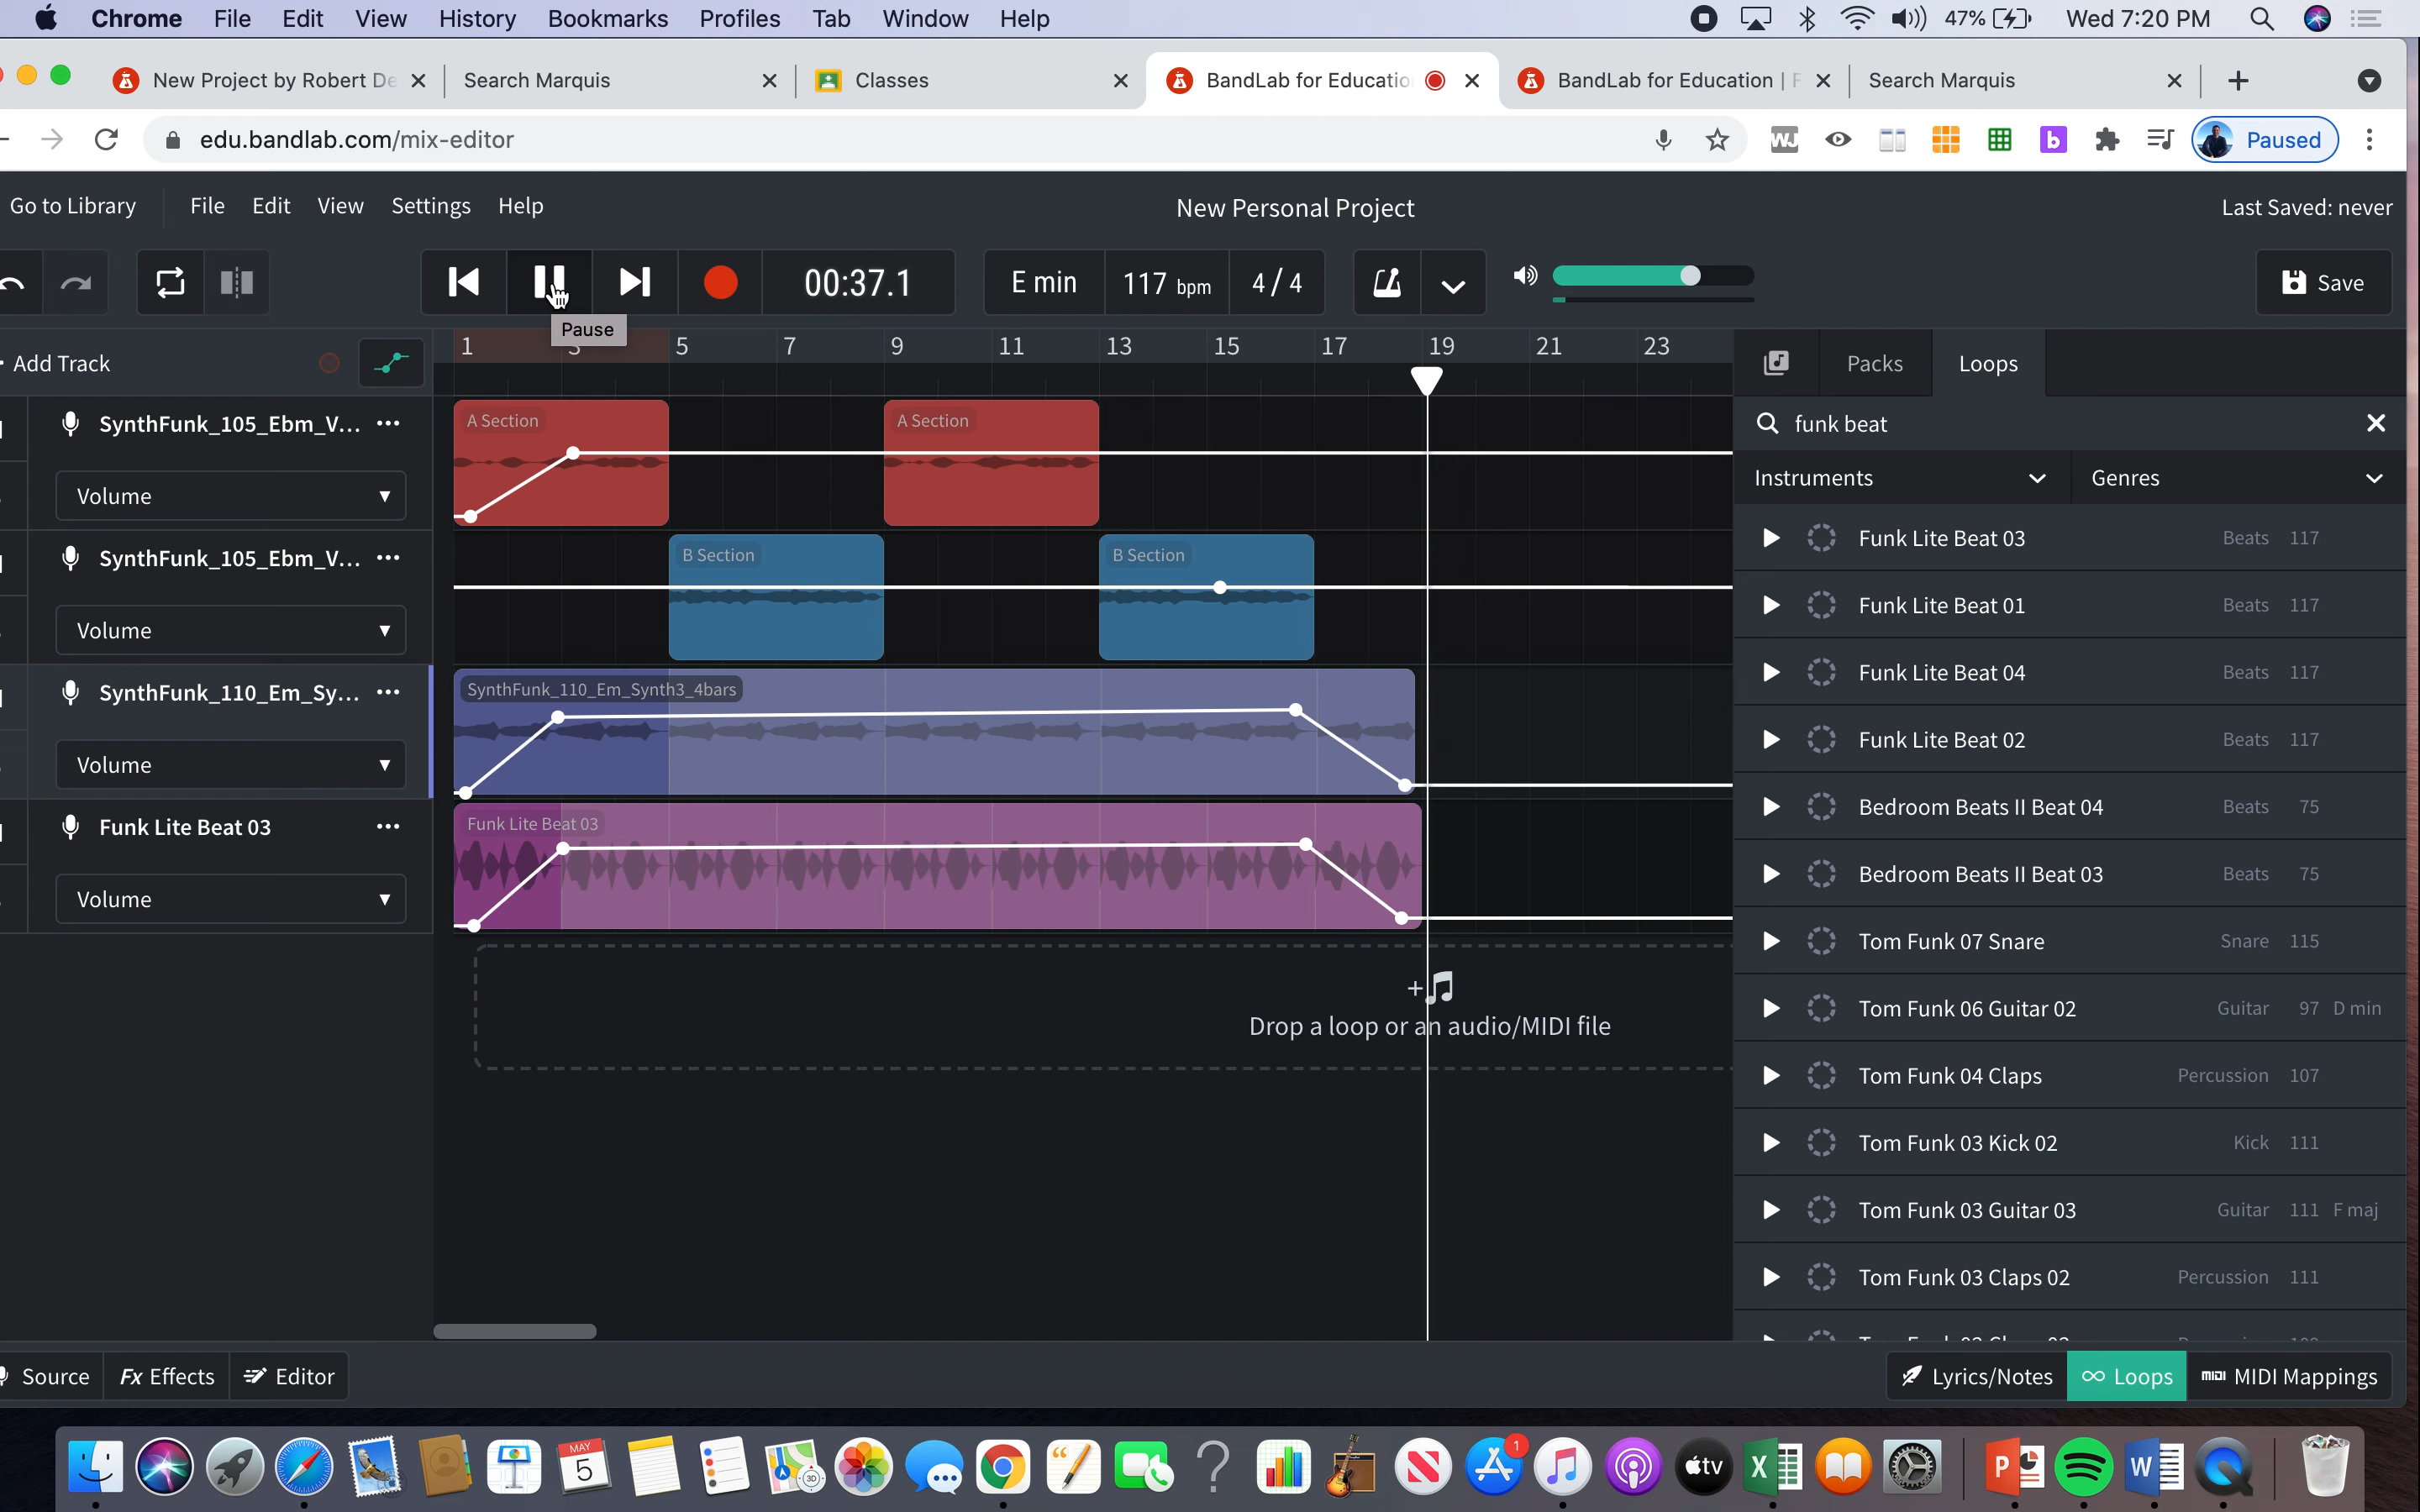 Chrome File Edit View History Bookmarks Profiles Tab Window Help 47% Wed 7:20 PM
New Project by Robert De Search Marquis Classes BandLab for Educatio BandLab for Education | Search Marquis
edu.bandlab.com/mix-editor Paused
Go to Library File Edit View Settings Help New Personal Project Last Saved: never
00:37.1 E min 117 bpm 4/4 Save
Pause
Add Track 1 3 5 7 9 11 13 15 17 19 21 23 Packs Loops
SynthFunk_105_Ebm_V... A Section A Section funk beat
Volume Instruments Genres
SynthFunk_105_Ebm_V... B Section B Section
Volume
SynthFunk_110_Em_Sy... SynthFunk_110_Em_Synth3_4bars
Volume
Funk Lite Beat 03 Funk Lite Beat 03
Volume
+
Drop a loop or an audio/MIDI file
Funk Lite Beat 03 Beats 117
Funk Lite Beat 01 Beats 117
Funk Lite Beat 04 Beats 117
Funk Lite Beat 02 Beats 117
Bedroom Beats II Beat 04 Beats 75
Bedroom Beats II Beat 03 Beats 75
Tom Funk 07 Snare Snare 115
Tom Funk 06 Guitar 02 Guitar 97 D min
Tom Funk 04 Claps Percussion 107
Tom Funk 03 Kick 02 Kick 111
Tom Funk 03 Guitar 03 Guitar 111 F maj
Tom Funk 03 Claps 02 Percussion 111
Source Fx Effects Editor Lyrics/Notes Loops MIDI MIDI Mappings
MAY
5
3D
1
tv
X
P
W